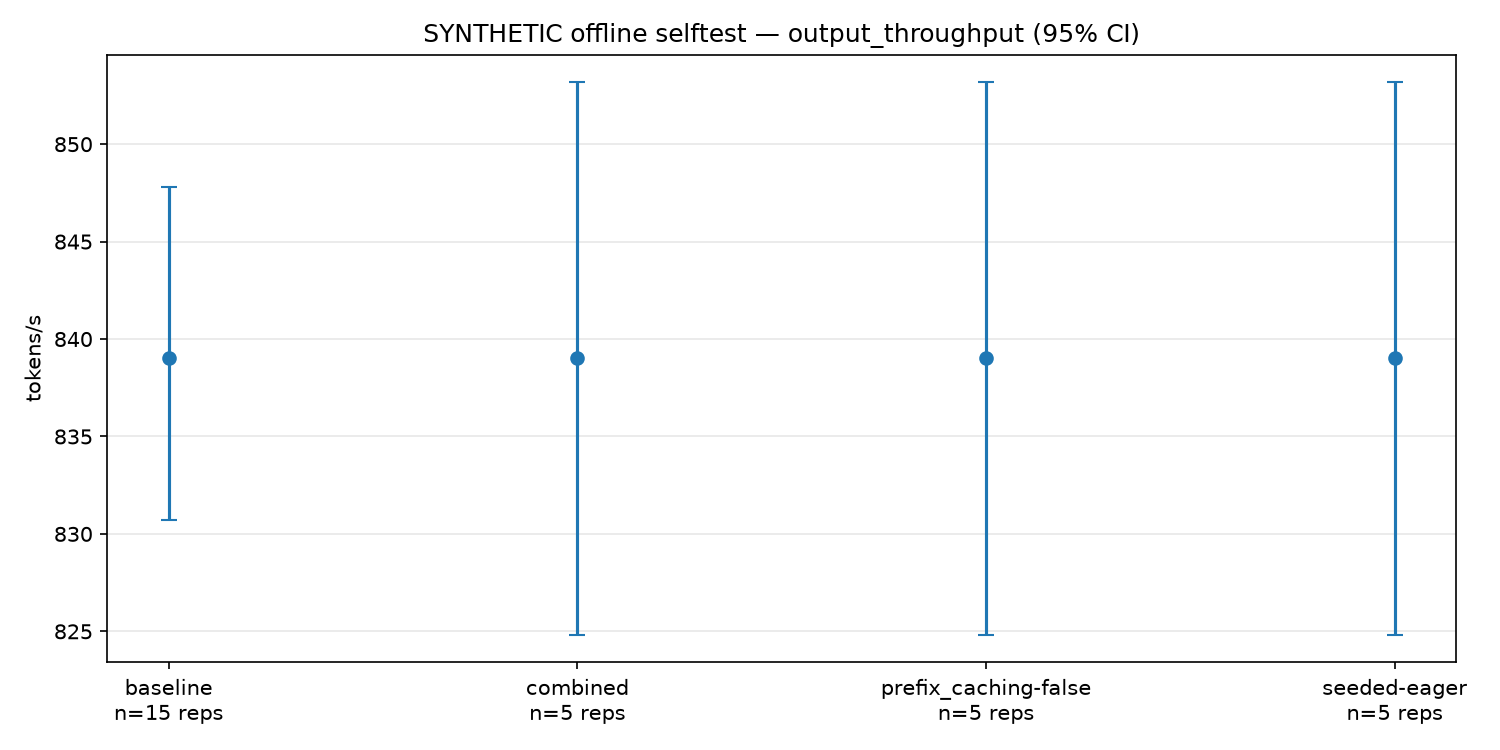 SYNTHETIC offline selftest — output_throughput (95% CI)
850
845
840
835
830
825
tokens/s
baseline
n=15 reps
combined
n=5 reps
prefix_caching-false
n=5 reps
seeded-eager
n=5 reps